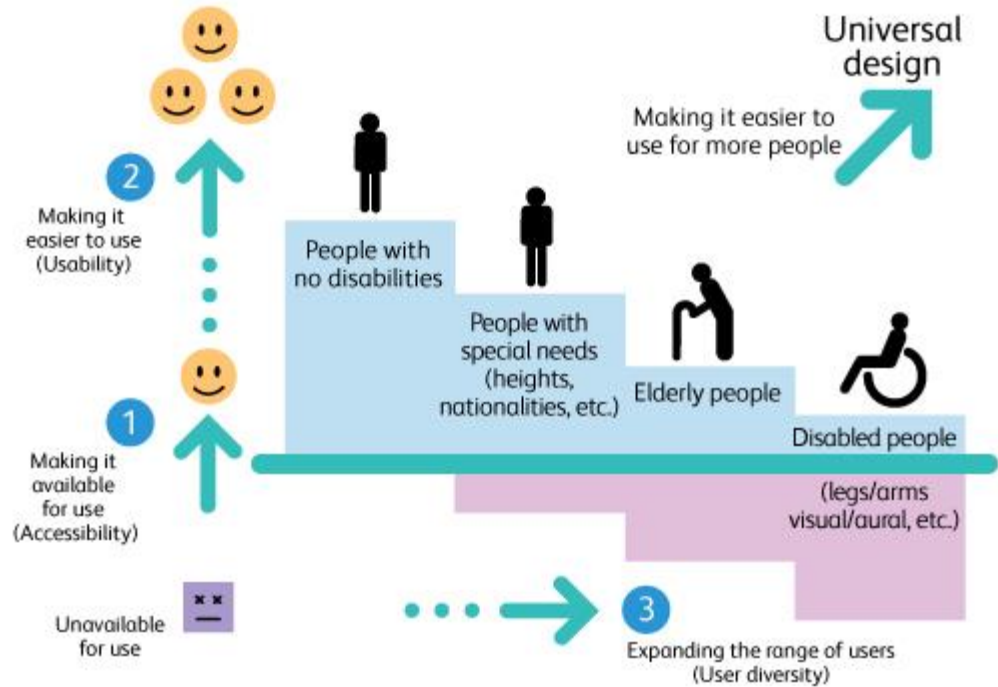 Universal
design
Making it easier to
use for more people
2
Making it
easier to use
(Usability)
People with
no disabilities
People with
special needs
(heights,
nationalities, etc.)
Elderly people
Disabled people
(legs/arms
visual/aural, etc.)
1
Making it
available
for use
(Accessibility)
Unavailable
for use
3
Expanding the range of users
(User diversity)